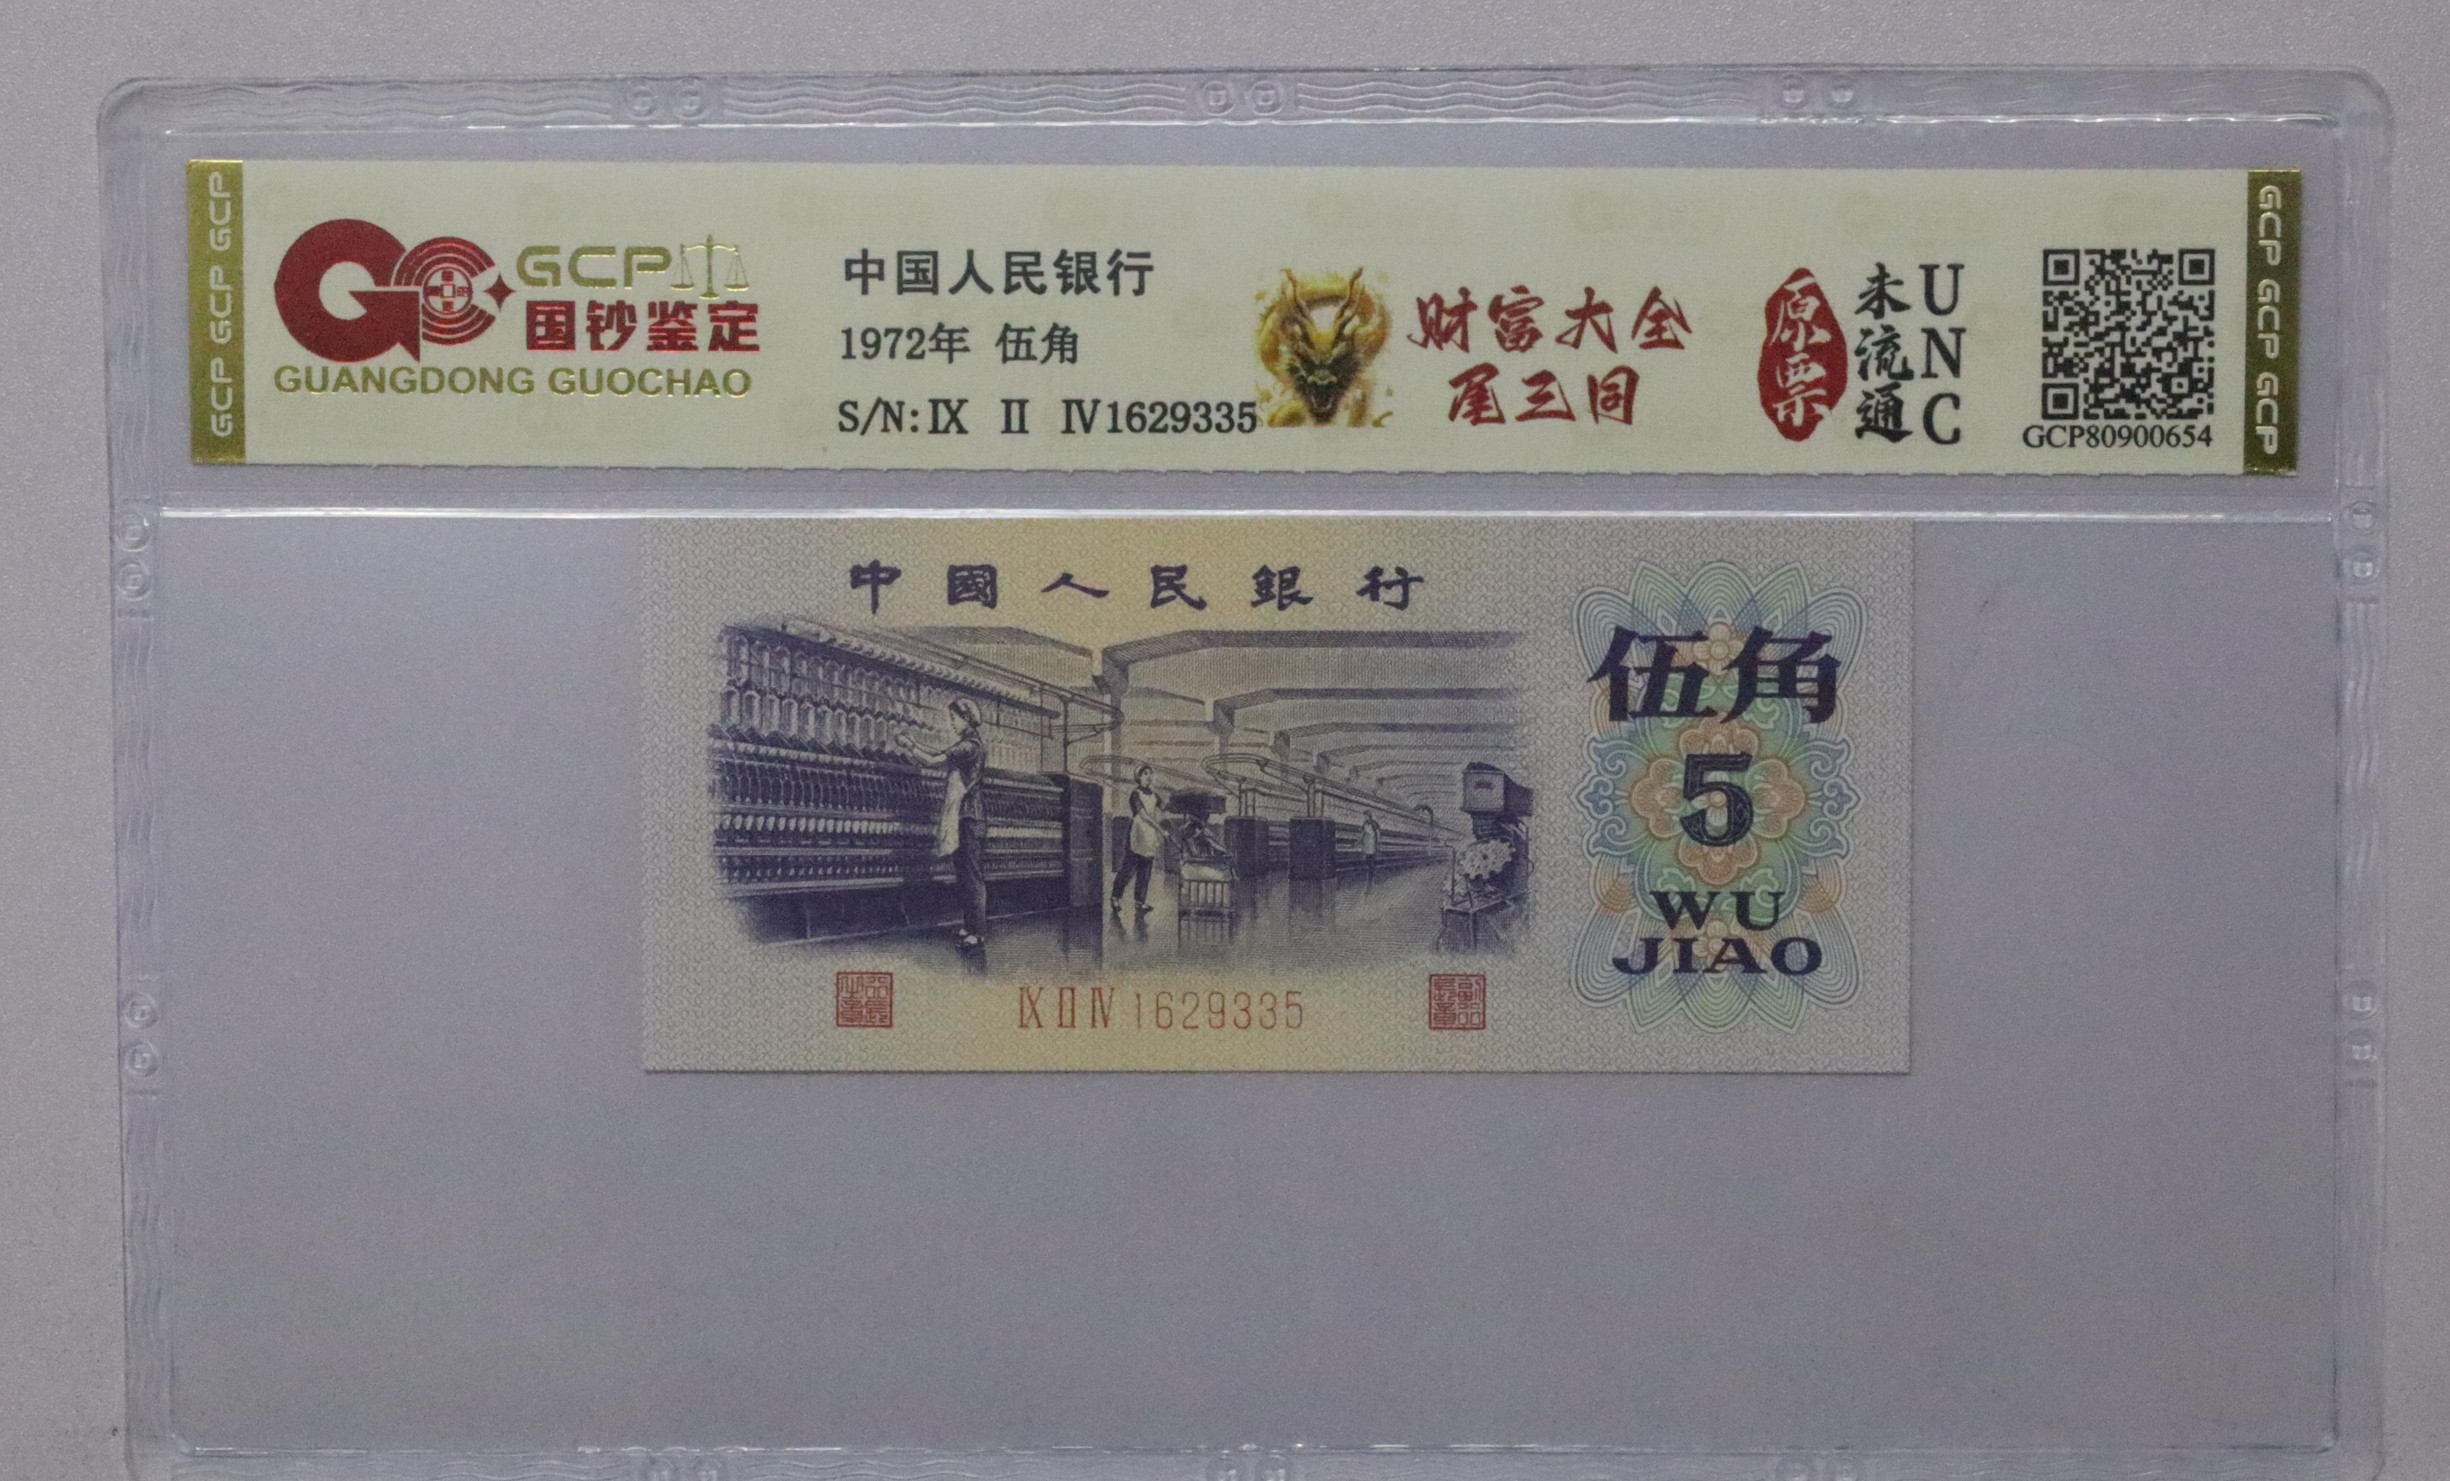 GCP GCP GCP
GCP
国钞鉴定
GUANGDONG GUOCHAO
中国人民银行
1972年 伍角
S/N: Ⅸ Ⅱ Ⅳ1629335
财富大全
尾三同
原票
未流通
UNC
GCP80900654
GCP GCP GCP
中國人民銀行
伍角
5
WU
JIAO
Ⅸ Ⅱ Ⅳ 1629335